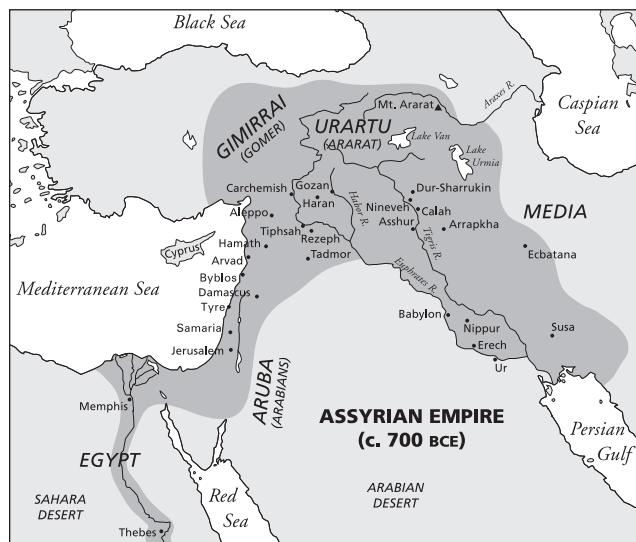 Black Sea
Caspian
Sea
Mt. Ararat
Araxes R.
GIMIRRAI
(GOMER)
URARTU
(ARARAT)
Lake Van
Lake
Urmia
Carchemish
Gozan
Haran
Habor R.
Dur-Sharrukin
Nineveh
Calah
Asshur
Arrapkha
MEDIA
Aleppo
Tiphsah
Rezeph
Tigris R.
Ecbatana
Cyprus
Hamath
Tadmor
Arvad
Byblos
Euphrates R.
Mediterranean Sea
Damascus
Tyre
Babylon
Nippur
Susa
Samaria
Jerusalem
Erech
Ur
ARUBA
(ARABIANS)
Memphis
ASSYRIAN EMPIRE
(c. 700 BCE)
Persian
Gulf
EGYPT
SAHARA
DESERT
Red
Sea
ARABIAN
DESERT
Thebes